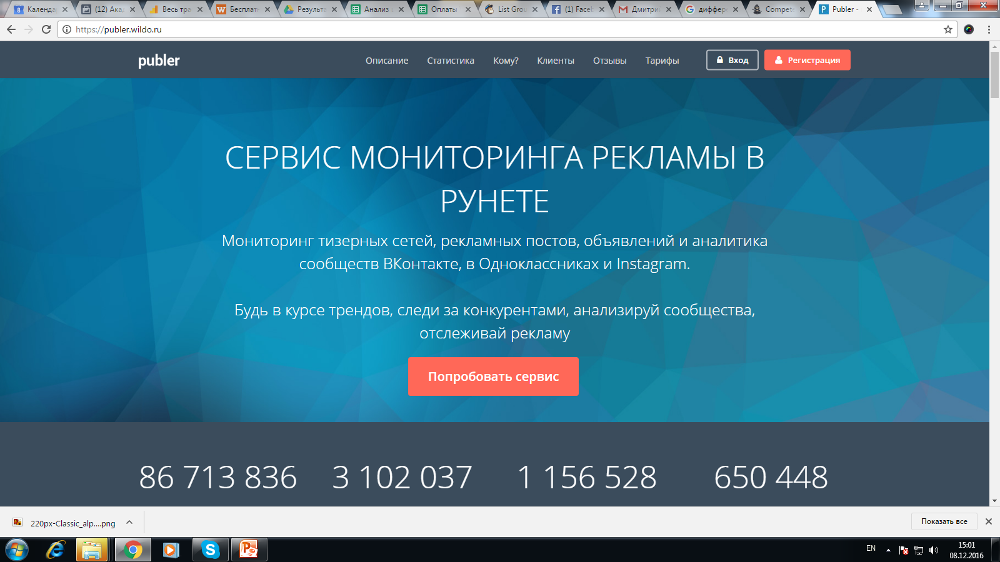 Календа
(12) Ака
Весь тра
Бесплат
Результа
Анализ
Оплаты
List Grou
(1) Faceb
Дмитри
диффер
Compete
Publer -
https://publer.wildo.ru
publer
Описание
Статистика
Кому?
Клиенты
Отзывы
Тарифы
Вход
Регистрация
СЕРВИС МОНИТОРИНГА РЕКЛАМЫ В
РУНЕТЕ
Мониторинг тизерных сетей, рекламных постов, объявлений и аналитика
сообществ ВКонтакте, в Одноклассниках и Instagram.
Будь в курсе трендов, следи за конкурентами, анализируй сообщества,
отслеживай рекламу
Попробовать сервис
86 713 836
3 102 037
1 156 528
650 448
220px-Classic_alp....png
Показать все
EN
15:01
08.12.2016